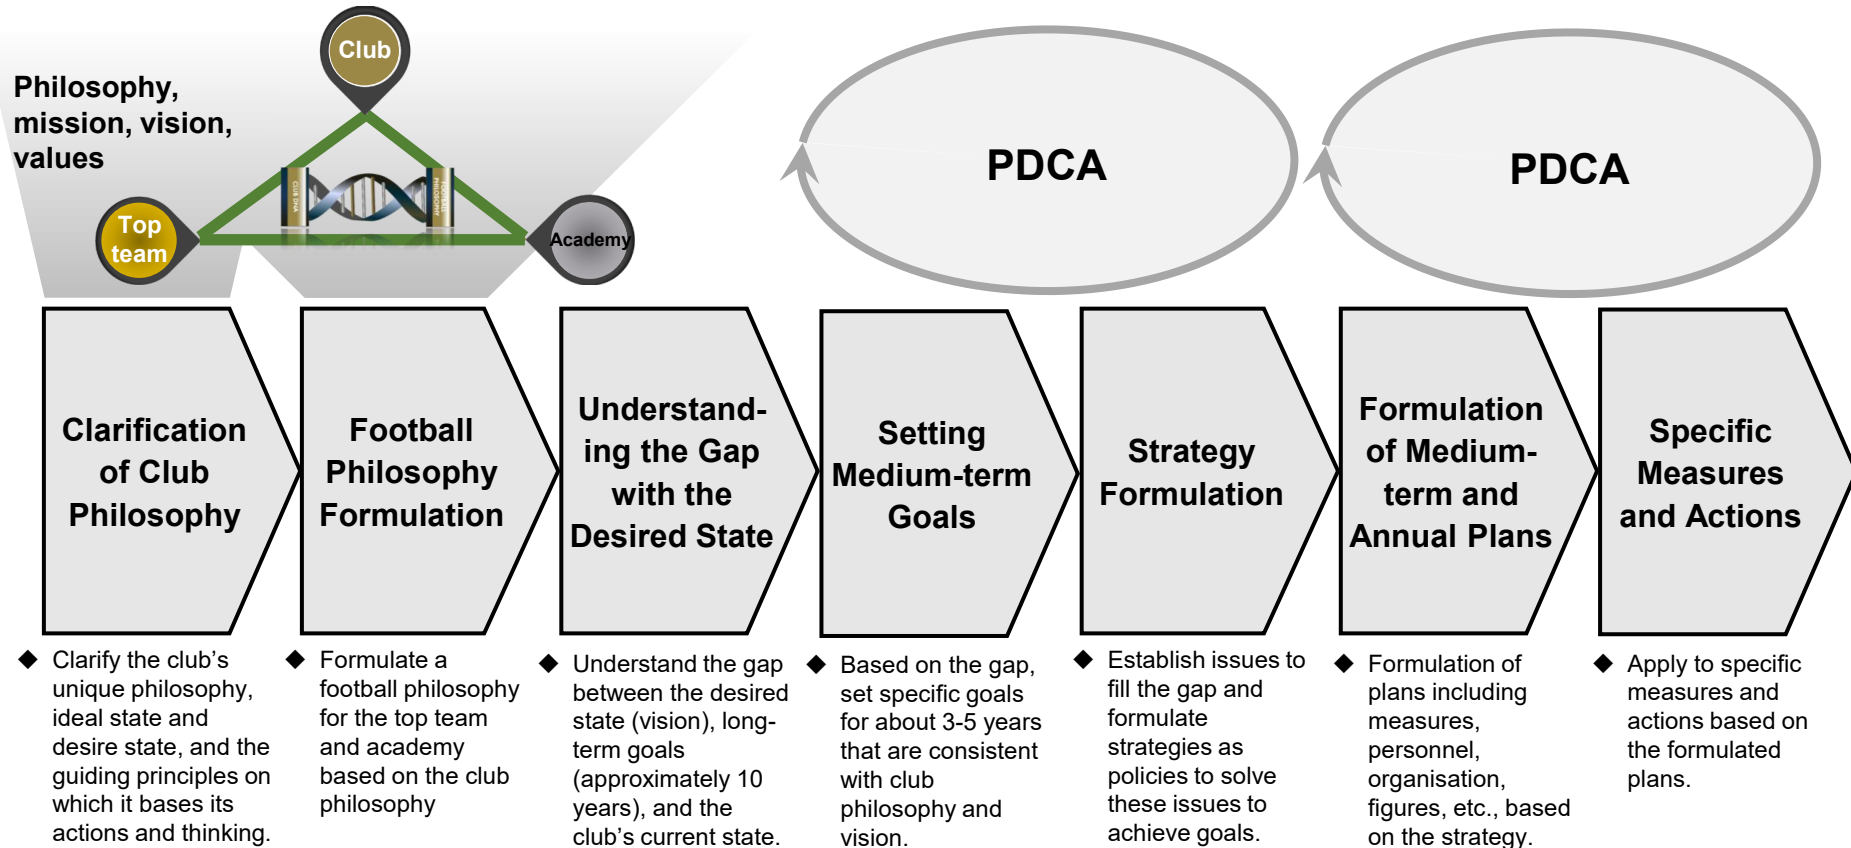 Club
Philosophy,
mission, vision,
values
CLUB DNA
FOOTBALL
PHILOSOPHY
Top
team
Academy
PDCA
PDCA
Clarification
of Club
Philosophy
Football
Philosophy
Formulation
Understand-
ing the Gap
with the
Desired State
Setting
Medium-term
Goals
Strategy
Formulation
Formulation
of Medium-
term and
Annual Plans
Specific
Measures
and Actions
◆ Clarify the club's
unique philosophy,
ideal state and
desire state, and the
guiding principles on
which it bases its
actions and thinking.
◆ Formulate a
football philosophy
for the top team
and academy
based on the club
philosophy
◆ Understand the gap
between the desired
state (vision), long-
term goals
(approximately 10
years), and the
club's current state.
◆ Based on the gap,
set specific goals
for about 3-5 years
that are consistent
with club
philosophy and
vision.
◆ Establish issues to
fill the gap and
formulate
strategies as
policies to solve
these issues to
achieve goals.
◆ Formulation of
plans including
measures,
personnel,
organisation,
figures, etc., based
on the strategy.
◆ Apply to specific
measures and
actions based on
the formulated
plans.